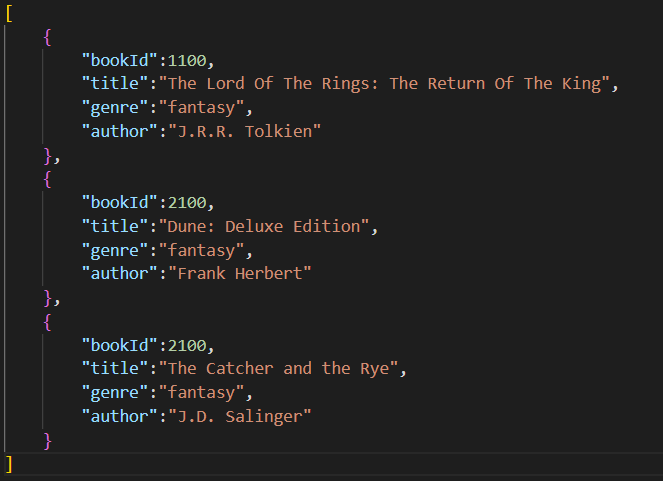 [
    {
        "bookId":1100,
        "title":"The Lord Of The Rings: The Return Of The King",
        "genre":"fantasy",
        "author":"J.R.R. Tolkien"
    },
    {
        "bookId":2100,
        "title":"Dune: Deluxe Edition",
        "genre":"fantasy",
        "author":"Frank Herbert"
    },
    {
        "bookId":2100,
        "title":"The Catcher and the Rye",
        "genre":"fantasy",
        "author":"J.D. Salinger"
    }
]